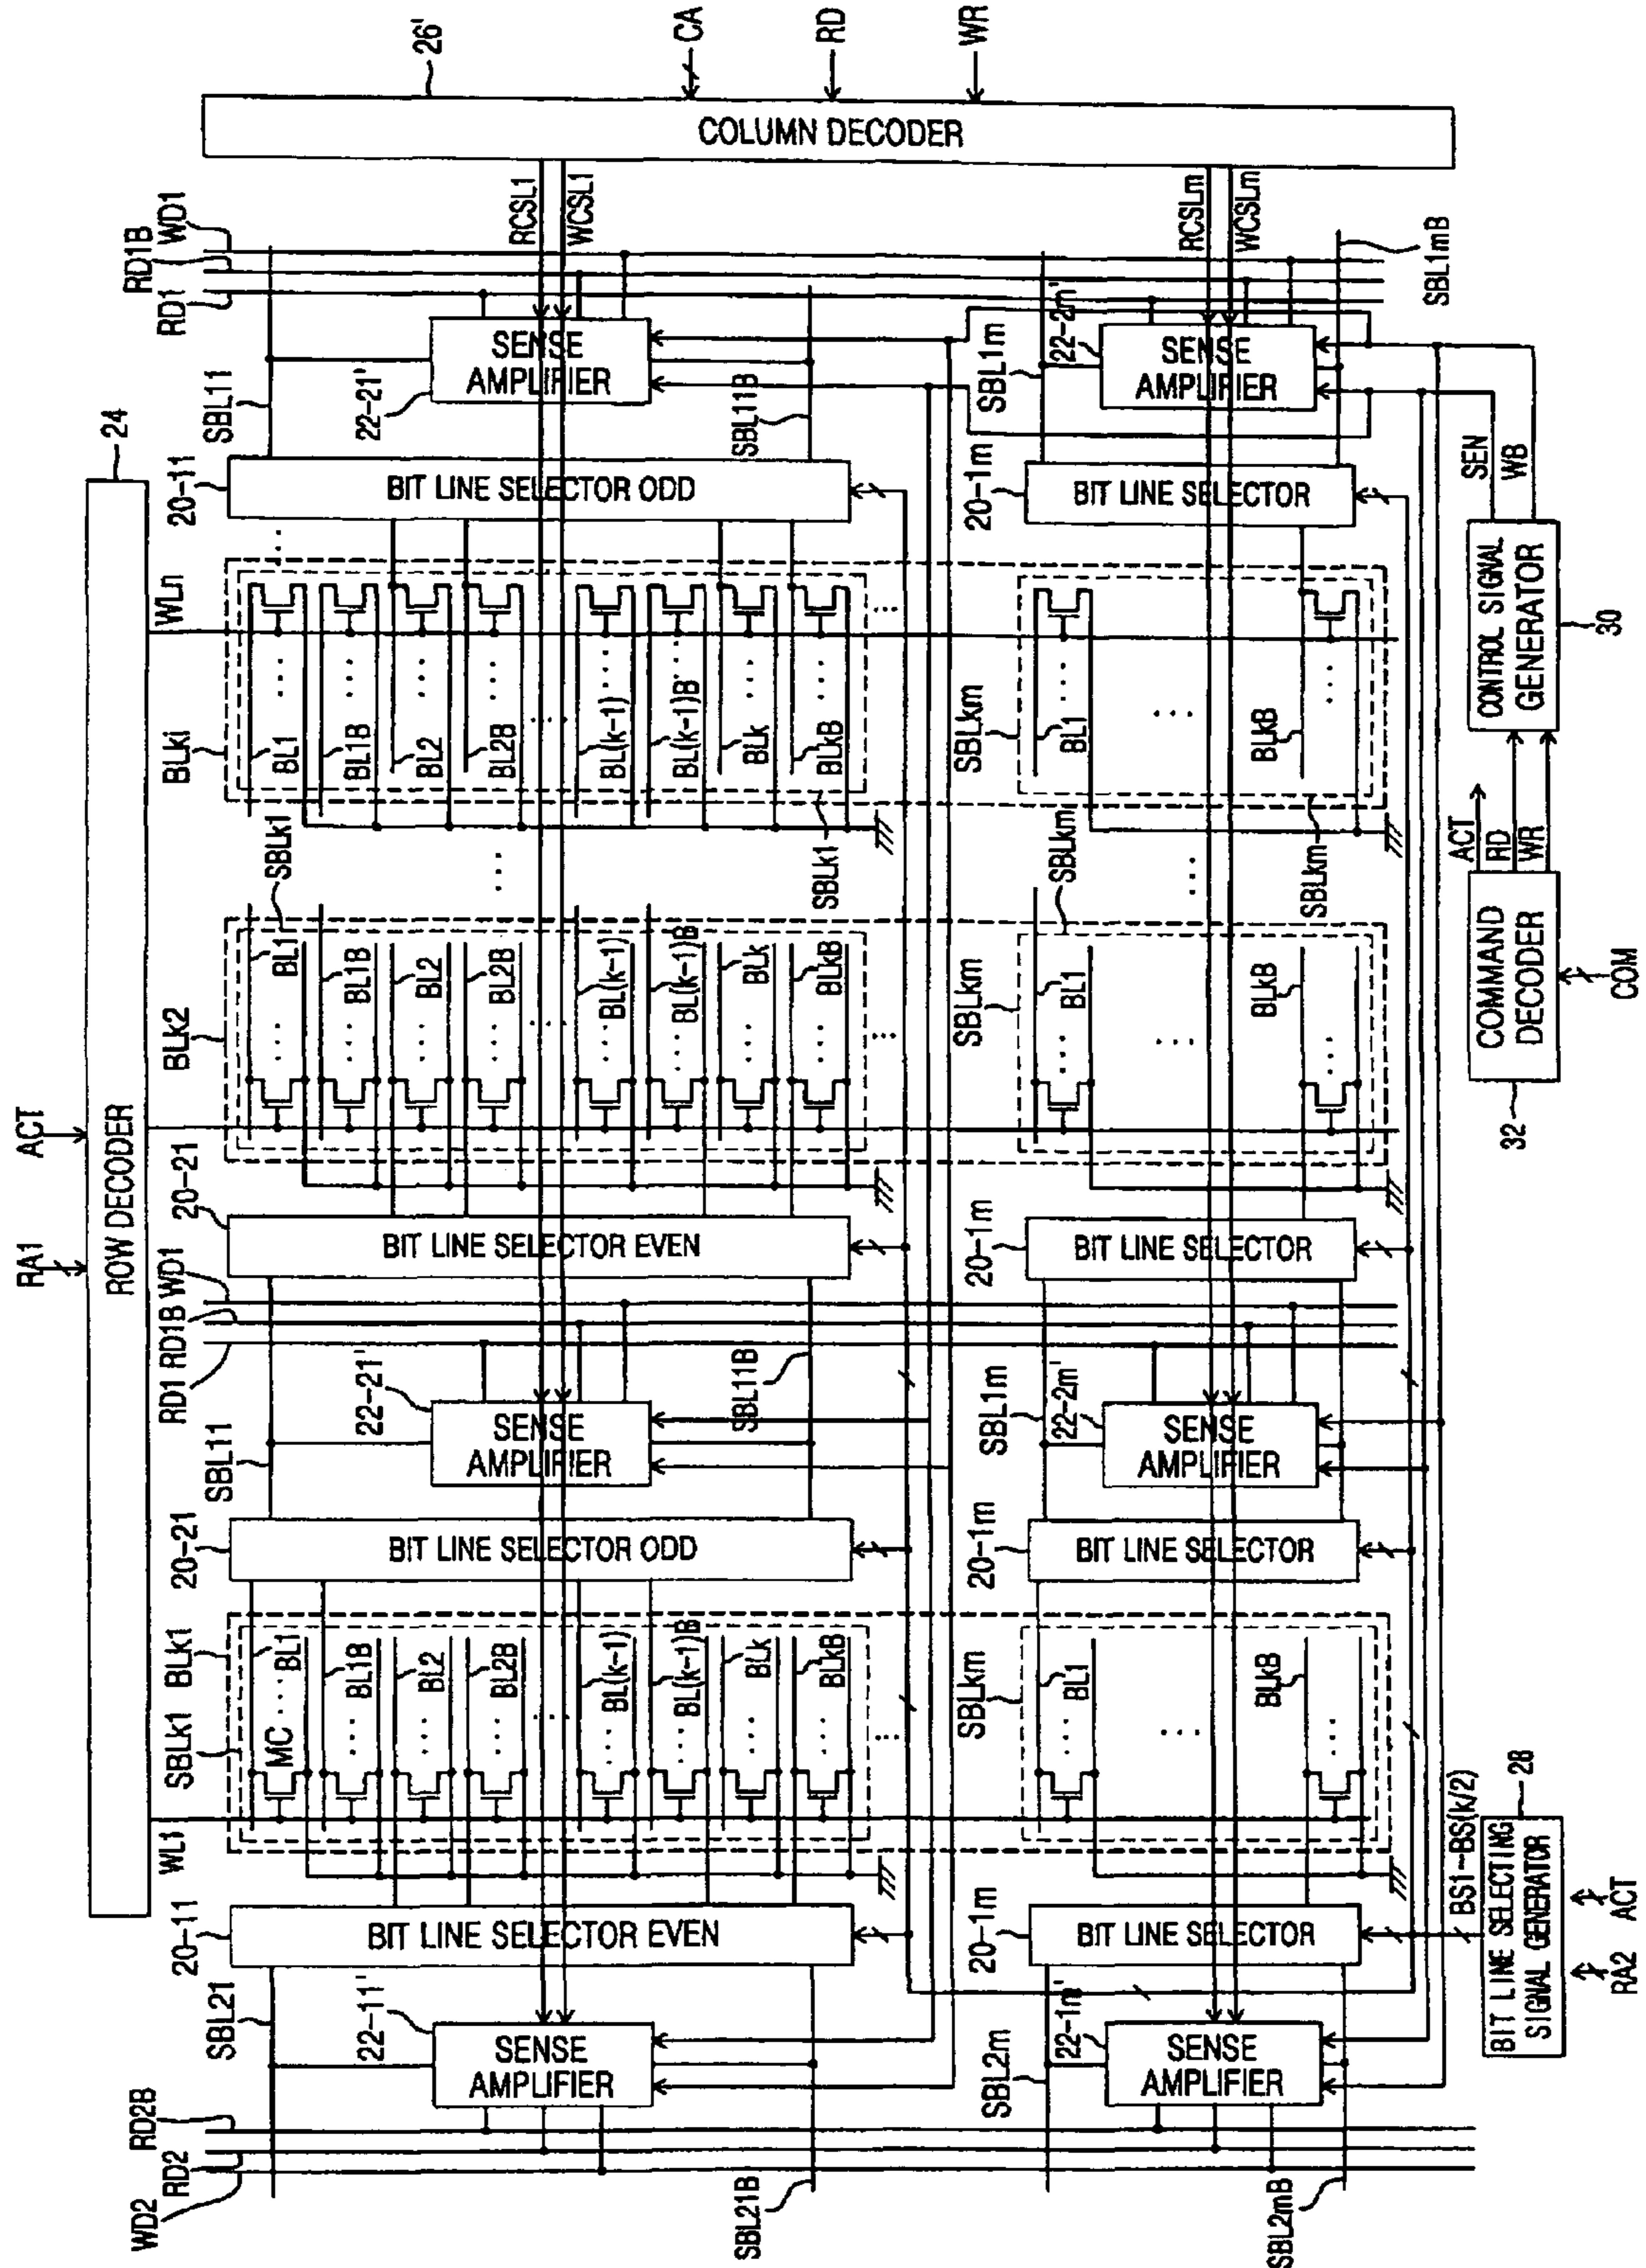 ACT
RA1
ROW DECODER
24
26'
COLUMN DECODER
CA
RD
WR
RD1
RD1B
WD1
RCSL1
WCSL1
RCSLm
WCSLm
SBL11
22-21'
SENSE
AMPLIFIER
SBL11B
SBL1m
22-2m'
SENSE
AMPLIFIER
SBL1mB
20-11
BIT LINE SELECTOR ODD
20-1m
BIT LINE SELECTOR
SEN
WB
WLn
BLki
BL1
BL1B
BL2
BL2B
BL(k-1)
BL(k-1)B
BLk
BLkB
SBLk1
SBLkm
BL1
BLkB
SBLkm
CONTROL SIGNAL
GENERATOR
30
ACT
RD
WR
COMMAND
DECODER
32
COM
BLk2
SBLk1
BL1
BL1B
BL2
BL2B
BL(k-1)
BL(k-1)B
BLk
BLkB
SBLkm
SBLkm
BL1
BLkB
20-21
BIT LINE SELECTOR EVEN
20-1m
BIT LINE SELECTOR
RD1
RD1B
WD1
SBL11
22-21'
SENSE
AMPLIFIER
SBL11B
SBL1m
22-2m'
SENSE
AMPLIFIER
20-21
BIT LINE SELECTOR ODD
20-1m
BIT LINE SELECTOR
SBLk1
BLk1
WL1
MC
BL1
BL1B
BL2
BL2B
BL(k-1)
BL(k-1)B
BLk
BLkB
SBLkm
BL1
BLkB
20-11
BIT LINE SELECTOR EVEN
20-1m
BIT LINE SELECTOR
BS1~BS(k/2)
28
BIT LINE SELECTING
SIGNAL GENERATOR
RA2
ACT
SBL21
22-11'
SENSE
AMPLIFIER
SBL21B
SBL2m
22-1m'
SENSE
AMPLIFIER
SBL2mB
RD2B
RD2
WD2